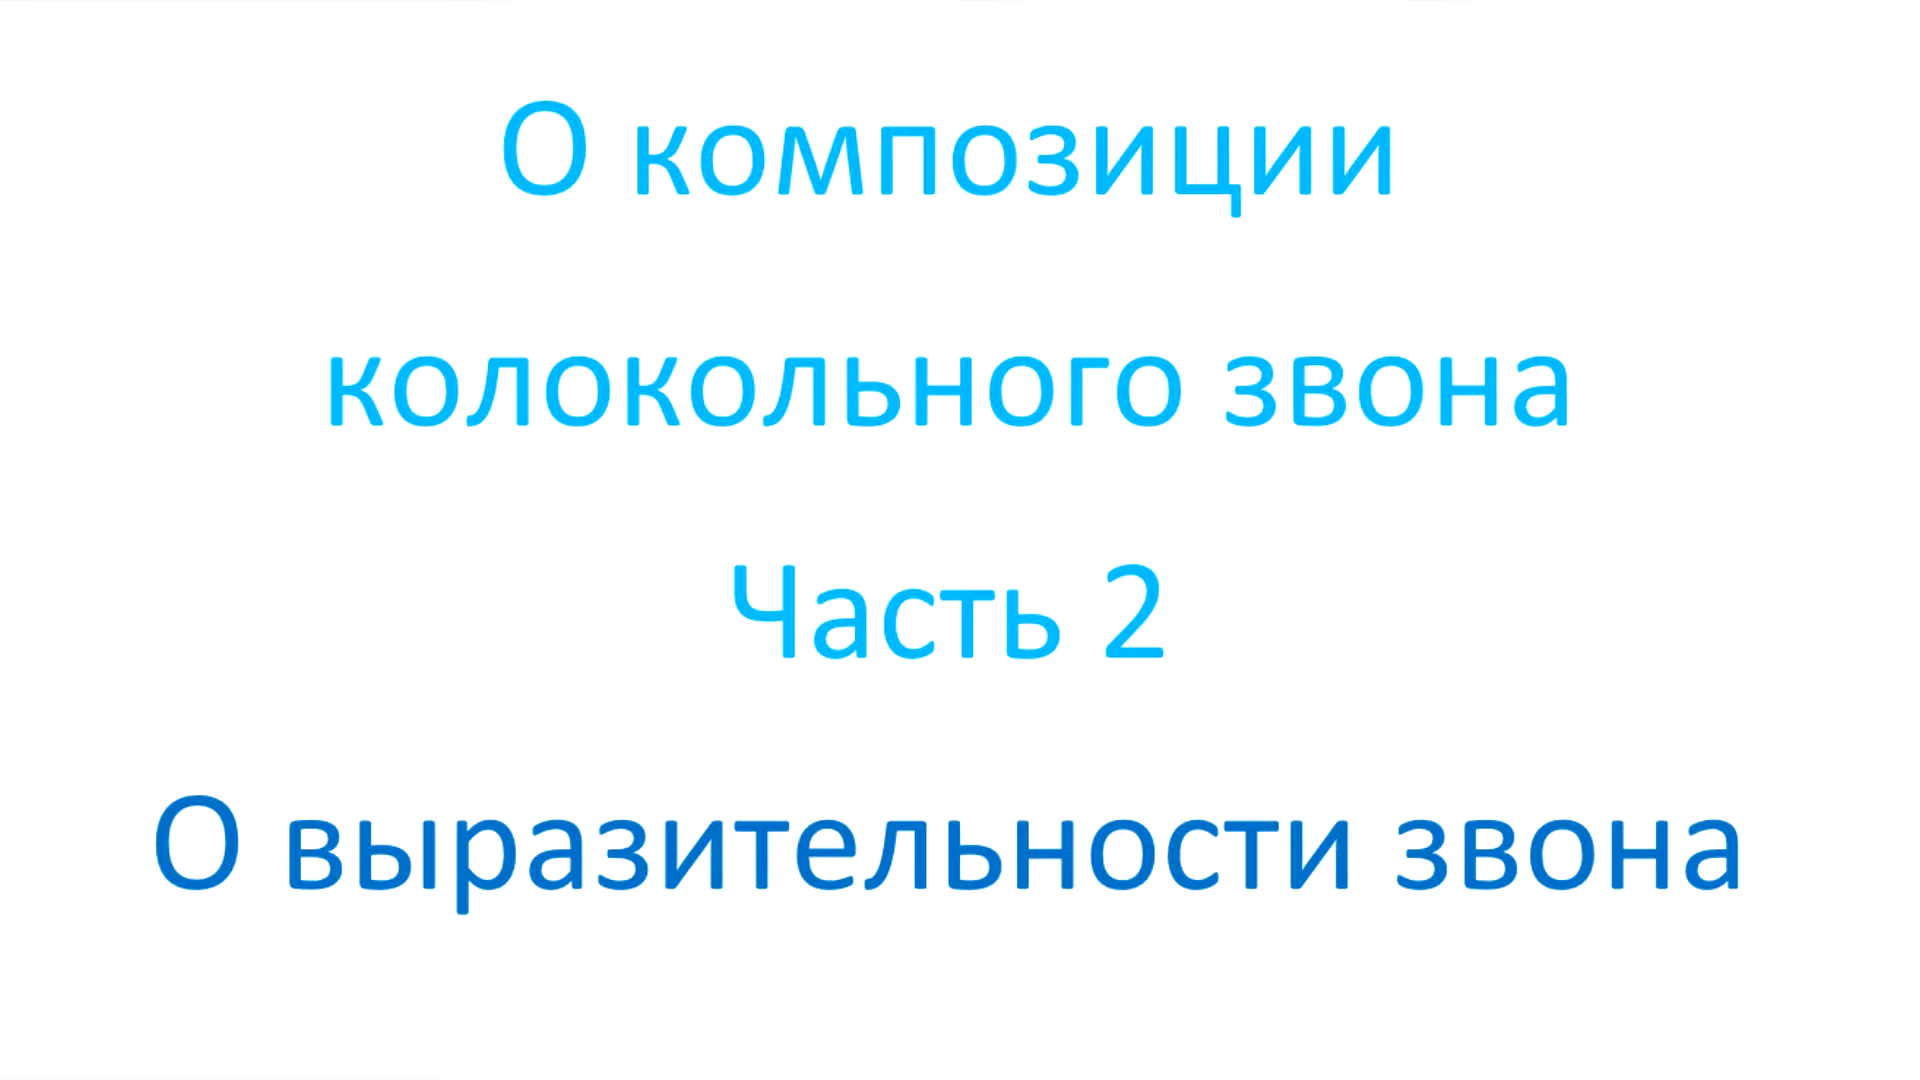 О композиции
колокольного звона
Часть 2
О выразительности звона